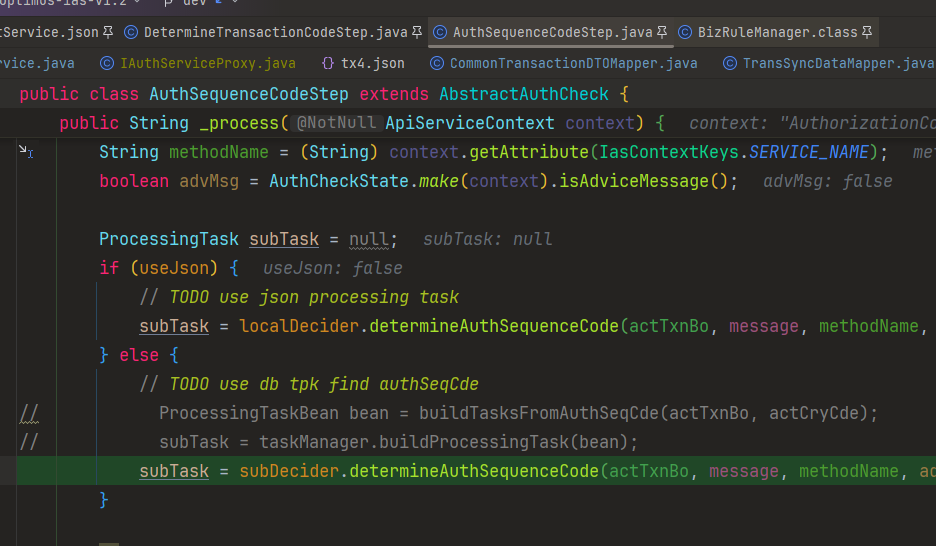 optimos-ias-v1.2 dev
tService.json DetermineTransactionCodeStep.java AuthSequenceCodeStep.java BizRuleManager.class
rvice.java IAuthServiceProxy.java {} tx4.json CommonTransactionDTOMapper.java TransSyncDataMapper.java
public class AuthSequenceCodeStep extends AbstractAuthCheck {
public String _process( @NotNull ApiServiceContext context) { context: "AuthorizationCo
String methodName = (String) context.getAttribute(IasContextKeys.SERVICE_NAME); met
boolean advMsg = AuthCheckState.make(context).isAdviceMessage(); advMsg: false
ProcessingTask subTask = null; subTask: null
if (useJson) { useJson: false
// TODO use json processing task
subTask = localDecider.determineAuthSequenceCode(actTxnBo, message, methodName,
} else {
// TODO use db tpk find authSeqCde
// ProcessingTaskBean bean = buildTasksFromAuthSeqCde(actTxnBo, actCryCde);
// subTask = taskManager.buildProcessingTask(bean);
subTask = subDecider.determineAuthSequenceCode(actTxnBo, message, methodName, ad
}